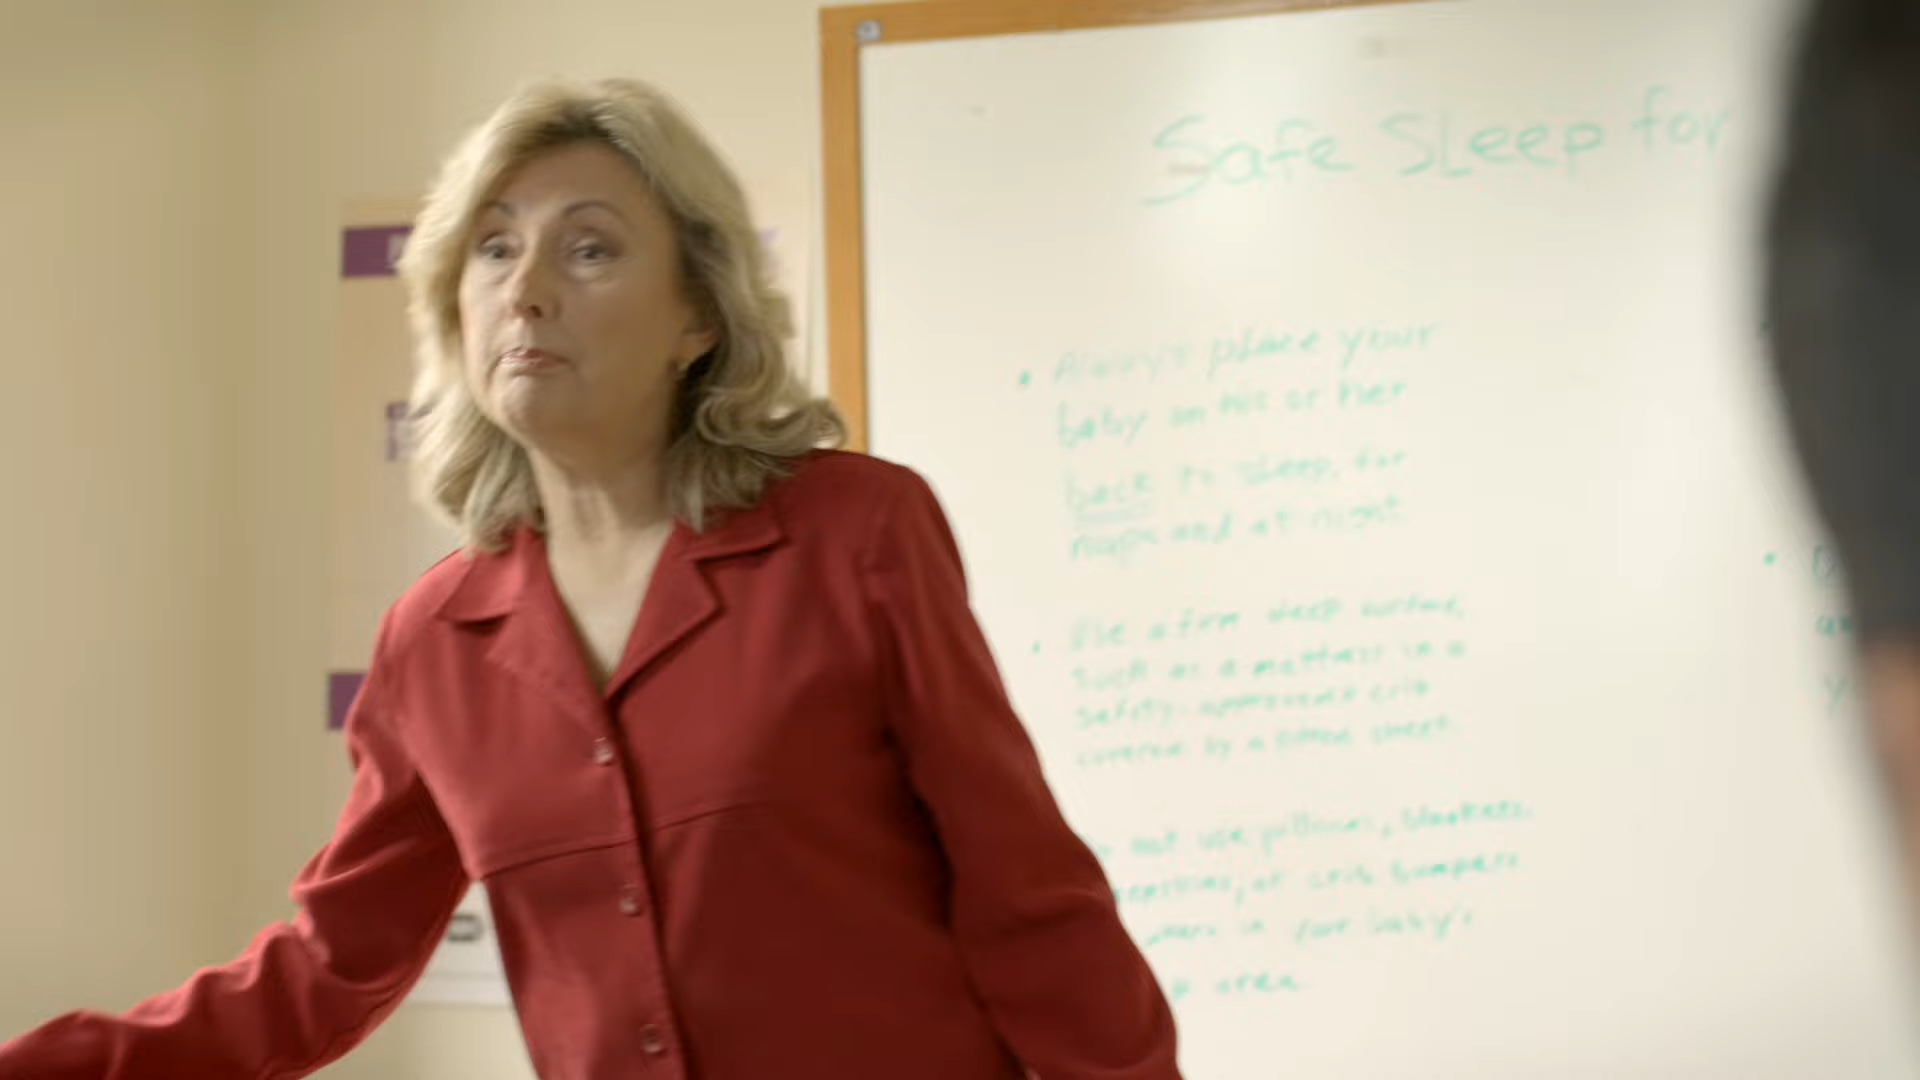 Safe Sleep for
• Always place your
baby on his or her
back to sleep, for
naps and at night.
• Use a firm sleep surface,
such as a mattress in a
safety-approved crib
covered by a fitted sheet.
not use pillows, blankets,
or crib bumpers
in your baby's
area.